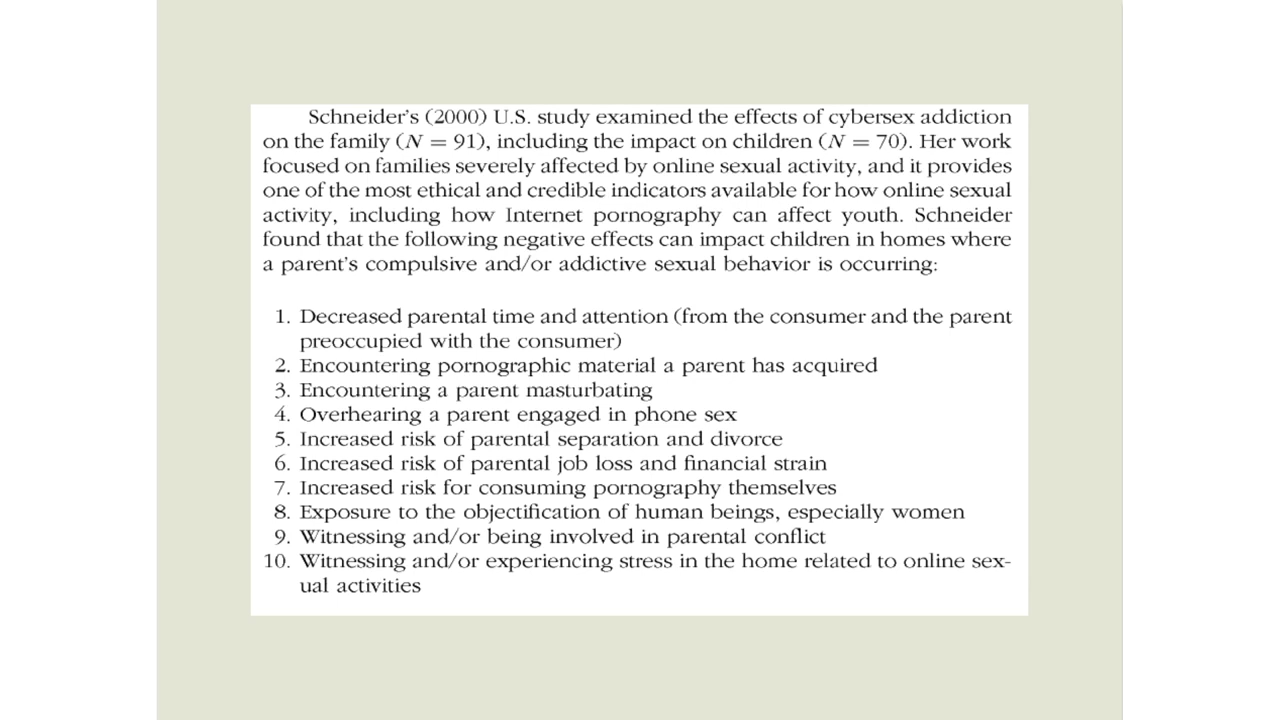 Schneider's (2000) U.S. study examined the effects of cybersex addiction
on the family (N = 91), including the impact on children (N = 70). Her work
focused on families severely affected by online sexual activity, and it provides
one of the most ethical and credible indicators available for how online sexual
activity, including how Internet pornography can affect youth. Schneider
found that the following negative effects can impact children in homes where
a parent's compulsive and/or addictive sexual behavior is occurring:
1. Decreased parental time and attention (from the consumer and the parent
preoccupied with the consumer)
2. Encountering pornographic material a parent has acquired
3. Encountering a parent masturbating
4. Overhearing a parent engaged in phone sex
5. Increased risk of parental separation and divorce
6. Increased risk of parental job loss and financial strain
7. Increased risk for consuming pornography themselves
8. Exposure to the objectification of human beings, especially women
9. Witnessing and/or being involved in parental conflict
10. Witnessing and/or experiencing stress in the home related to online sex-
ual activities